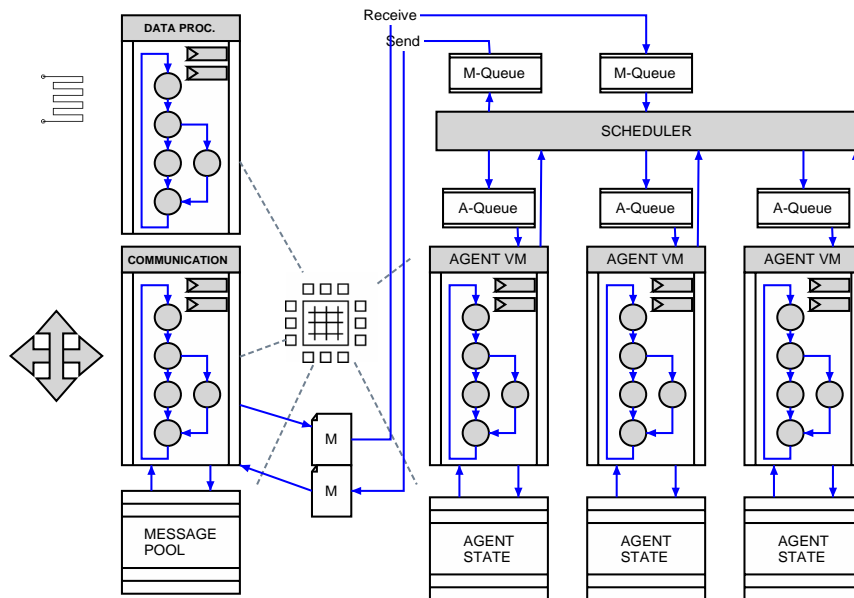 Receive
Send
DATA PROC.
M-Queue
M-Queue
SCHEDULER
A-Queue
A-Queue
A-Queue
COMMUNICATION
AGENT VM
AGENT VM
AGENT VM
M
M
MESSAGE
POOL
AGENT
STATE
AGENT
STATE
AGENT
STATE